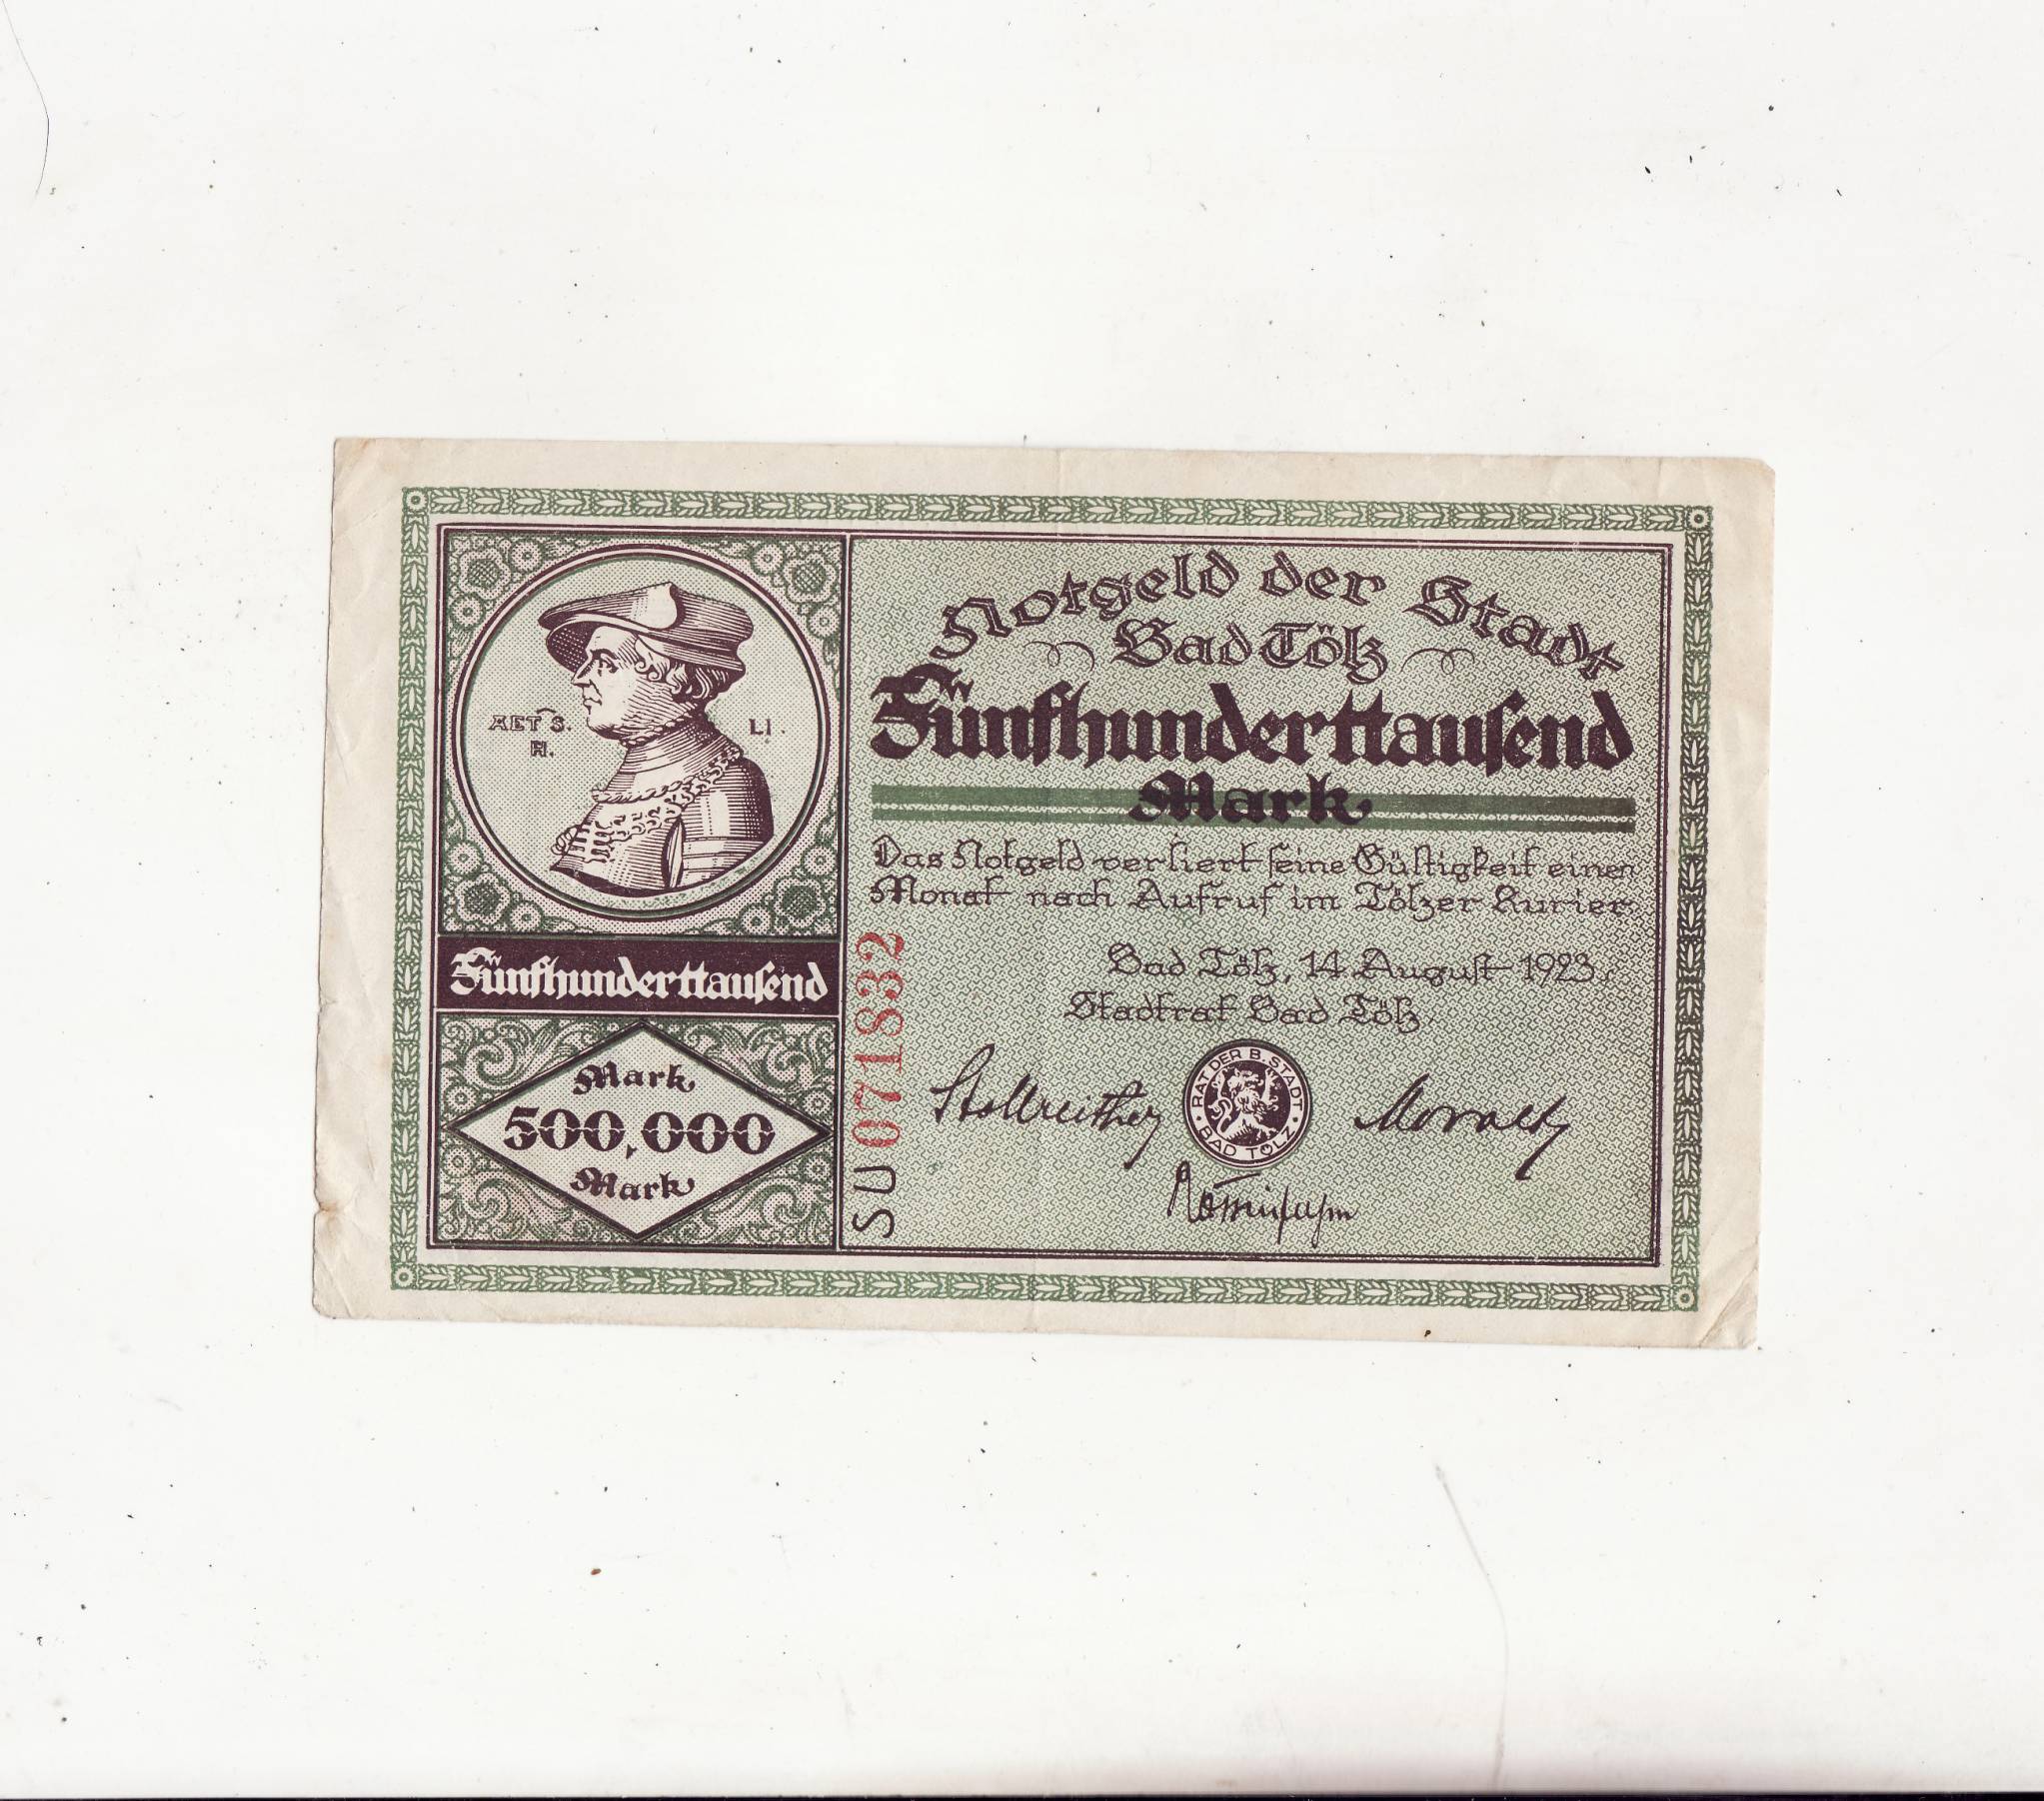 AET S.
LI.
H.
Fünfhunderttauſend
Mark
500,000
Mark
Notgeld der Stadt
Bad Tölz
Fünfhunderttauſend
Mark
Das Notgeld verliert ſeine Gültigkeit einen
Monat nach Aufruf im Tölzer Kurier.
Bad Tölz, 14 August 1923,
Stadtrat Bad Tölz.
SU 071832
RAT DER B. STADT
BAD TÖLZ